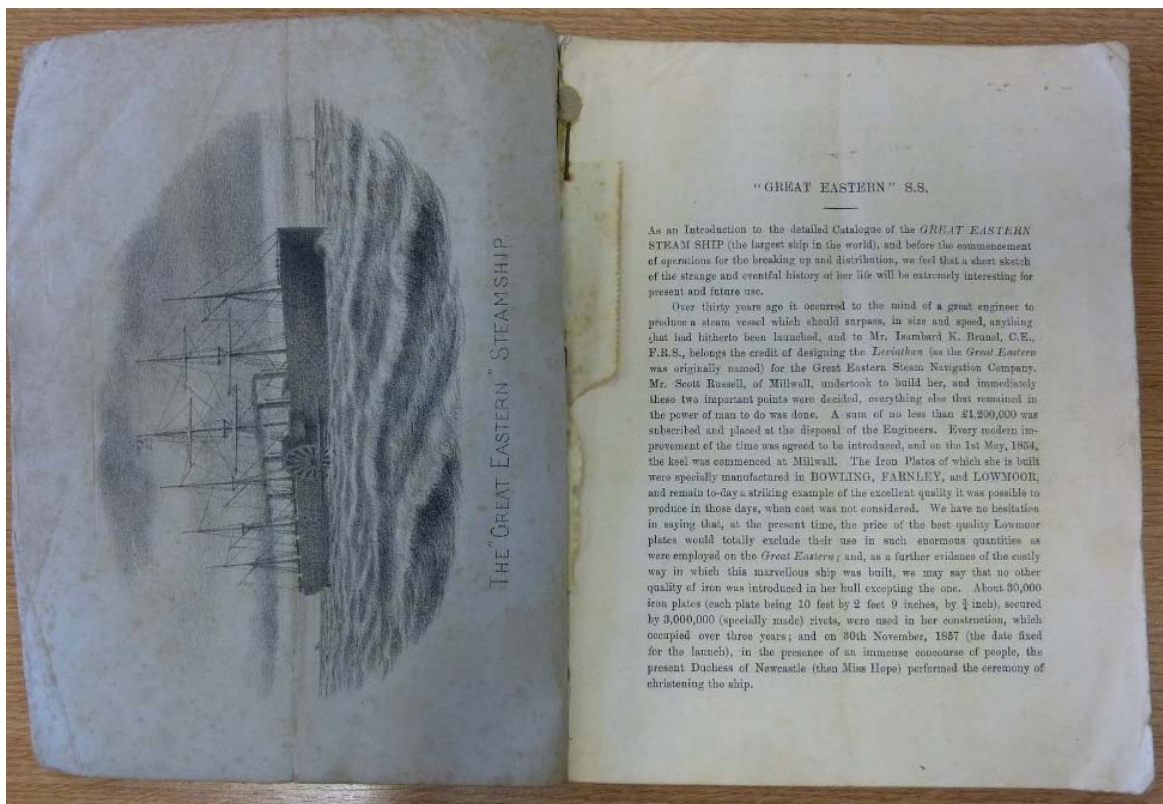 THE "GREAT EASTERN" STEAMSHIP.
"GREAT EASTERN" S.S.
As an Introduction to the detailed Catalogue of the GREAT EASTERN
STEAM SHIP (the largest ship in the world), and before the commencement
of operations for the breaking up and distribution, we feel that a short sketch
of the strange and eventful history of her life will be extremely interesting for
present and future use.
Over thirty years ago it occurred to the mind of a great engineer to
produce a steam vessel which should surpass, in size and speed, anything
that had hitherto been launched, and to Mr. Isambard K. Brunel, C.E.,
F.R.S., belongs the credit of designing the Leviathan (as the Great Eastern
was originally named) for the Great Eastern Steam Navigation Company.
Mr. Scott Russell, of Millwall, undertook to build her, and immediately
these two important points were decided, everything else that remained in
the power of man to do was done. A sum of no less than £1,200,000 was
subscribed and placed at the disposal of the Engineers. Every modern im-
provement of the time was agreed to be introduced, and on the 1st May, 1854,
the keel was commenced at Millwall. The Iron Plates of which she is built
were specially manufactured in BOWLING, FARNLEY, and LOWMOOR,
and remain to-day a striking example of the excellent quality it was possible to
produce in those days, when cost was not considered. We have no hesitation
in saying that, at the present time, the price of the best quality Lowmoor
plates would totally exclude their use in such enormous quantities as
were employed on the Great Eastern; and, as a further evidence of the costly
way in which this marvellous ship was built, we may say that no other
quality of iron was introduced in her hull excepting the one. About 30,000
iron plates (each plate being 10 feet by 2 feet 9 inches, by ¾ inch), secured
by 3,000,000 (specially made) rivets, were used in her construction, which
occupied over three years; and on 30th November, 1857 (the date fixed
for the launch), in the presence of an immense concourse of people, the
present Duchess of Newcastle (then Miss Hope) performed the ceremony of
christening the ship.